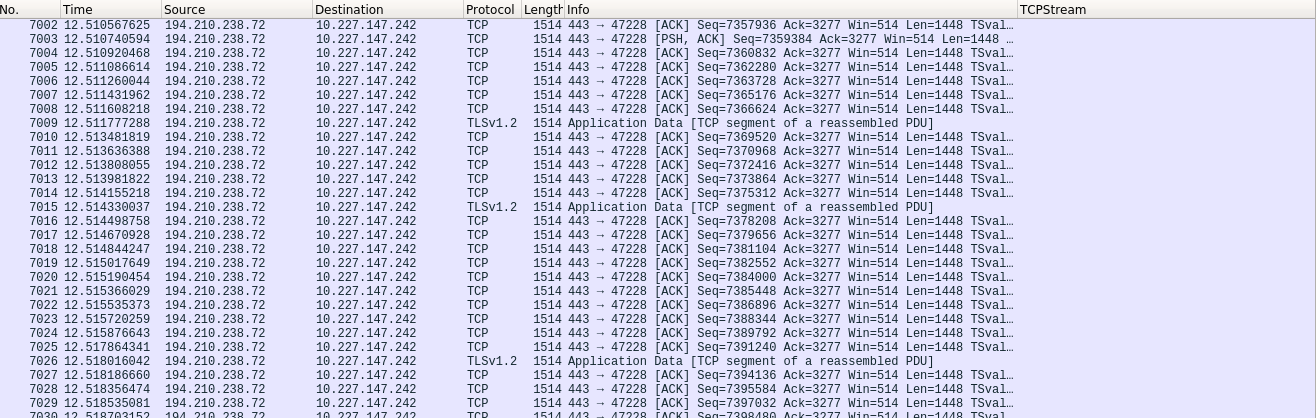 No. Time Source Destination Protocol Length Info TCPStream
7002 12.510567625 194.210.238.72 10.227.147.242 TCP 1514 443 → 47228 [ACK] Seq=7357936 Ack=3277 Win=514 Len=1448 TSval…
7003 12.510740594 194.210.238.72 10.227.147.242 TCP 1514 443 → 47228 [PSH, ACK] Seq=7359384 Ack=3277 Win=514 Len=1448 …
7004 12.510920468 194.210.238.72 10.227.147.242 TCP 1514 443 → 47228 [ACK] Seq=7360832 Ack=3277 Win=514 Len=1448 TSval…
7005 12.511086614 194.210.238.72 10.227.147.242 TCP 1514 443 → 47228 [ACK] Seq=7362280 Ack=3277 Win=514 Len=1448 TSval…
7006 12.511260044 194.210.238.72 10.227.147.242 TCP 1514 443 → 47228 [ACK] Seq=7363728 Ack=3277 Win=514 Len=1448 TSval…
7007 12.511431962 194.210.238.72 10.227.147.242 TCP 1514 443 → 47228 [ACK] Seq=7365176 Ack=3277 Win=514 Len=1448 TSval…
7008 12.511608218 194.210.238.72 10.227.147.242 TCP 1514 443 → 47228 [ACK] Seq=7366624 Ack=3277 Win=514 Len=1448 TSval…
7009 12.511777288 194.210.238.72 10.227.147.242 TLSv1.2 1514 Application Data [TCP segment of a reassembled PDU]
7010 12.513481819 194.210.238.72 10.227.147.242 TCP 1514 443 → 47228 [ACK] Seq=7369520 Ack=3277 Win=514 Len=1448 TSval…
7011 12.513636388 194.210.238.72 10.227.147.242 TCP 1514 443 → 47228 [ACK] Seq=7370968 Ack=3277 Win=514 Len=1448 TSval…
7012 12.513808055 194.210.238.72 10.227.147.242 TCP 1514 443 → 47228 [ACK] Seq=7372416 Ack=3277 Win=514 Len=1448 TSval…
7013 12.513981822 194.210.238.72 10.227.147.242 TCP 1514 443 → 47228 [ACK] Seq=7373864 Ack=3277 Win=514 Len=1448 TSval…
7014 12.514155218 194.210.238.72 10.227.147.242 TCP 1514 443 → 47228 [ACK] Seq=7375312 Ack=3277 Win=514 Len=1448 TSval…
7015 12.514330037 194.210.238.72 10.227.147.242 TLSv1.2 1514 Application Data [TCP segment of a reassembled PDU]
7016 12.514498758 194.210.238.72 10.227.147.242 TCP 1514 443 → 47228 [ACK] Seq=7378208 Ack=3277 Win=514 Len=1448 TSval…
7017 12.514670928 194.210.238.72 10.227.147.242 TCP 1514 443 → 47228 [ACK] Seq=7379656 Ack=3277 Win=514 Len=1448 TSval…
7018 12.514844247 194.210.238.72 10.227.147.242 TCP 1514 443 → 47228 [ACK] Seq=7381104 Ack=3277 Win=514 Len=1448 TSval…
7019 12.515017649 194.210.238.72 10.227.147.242 TCP 1514 443 → 47228 [ACK] Seq=7382552 Ack=3277 Win=514 Len=1448 TSval…
7020 12.515190454 194.210.238.72 10.227.147.242 TCP 1514 443 → 47228 [ACK] Seq=7384000 Ack=3277 Win=514 Len=1448 TSval…
7021 12.515366029 194.210.238.72 10.227.147.242 TCP 1514 443 → 47228 [ACK] Seq=7385448 Ack=3277 Win=514 Len=1448 TSval…
7022 12.515535373 194.210.238.72 10.227.147.242 TCP 1514 443 → 47228 [ACK] Seq=7386896 Ack=3277 Win=514 Len=1448 TSval…
7023 12.515720259 194.210.238.72 10.227.147.242 TCP 1514 443 → 47228 [ACK] Seq=7388344 Ack=3277 Win=514 Len=1448 TSval…
7024 12.515876643 194.210.238.72 10.227.147.242 TCP 1514 443 → 47228 [ACK] Seq=7389792 Ack=3277 Win=514 Len=1448 TSval…
7025 12.517864341 194.210.238.72 10.227.147.242 TCP 1514 443 → 47228 [ACK] Seq=7391240 Ack=3277 Win=514 Len=1448 TSval…
7026 12.518016042 194.210.238.72 10.227.147.242 TLSv1.2 1514 Application Data [TCP segment of a reassembled PDU]
7027 12.518186660 194.210.238.72 10.227.147.242 TCP 1514 443 → 47228 [ACK] Seq=7394136 Ack=3277 Win=514 Len=1448 TSval…
7028 12.518356474 194.210.238.72 10.227.147.242 TCP 1514 443 → 47228 [ACK] Seq=7395584 Ack=3277 Win=514 Len=1448 TSval…
7029 12.518535081 194.210.238.72 10.227.147.242 TCP 1514 443 → 47228 [ACK] Seq=7397032 Ack=3277 Win=514 Len=1448 TSval…
7030 12.518703152 194.210.238.72 10.227.147.242 TCP 1514 443 → 47228 [ACK] Seq=7398480 Ack=3277 Win=514 Len=1448 TSval…